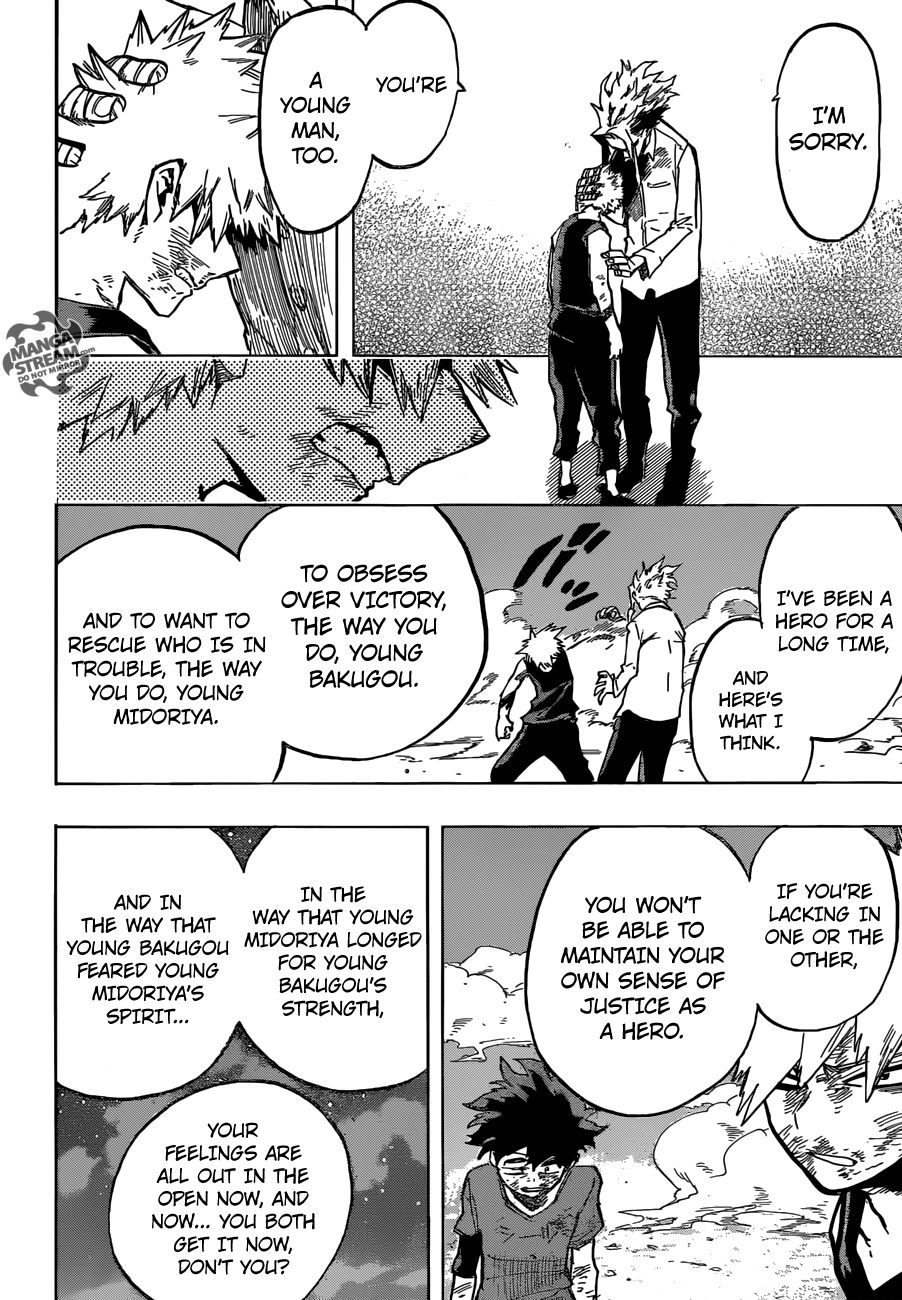 I'M
SORRY.
YOU'RE
A
YOUNG
MAN,
TOO.
MANGA
STREAM.com
DO NOT MIRROR
I'VE BEEN A
HERO FOR A
LONG TIME,
AND
HERE'S
WHAT I
THINK.
TO OBSESS
OVER VICTORY,
THE WAY YOU
DO, YOUNG
BAKUGOU.
AND TO WANT TO
RESCUE WHO IS IN
TROUBLE, THE WAY
YOU DO, YOUNG
MIDORIYA.
IF YOU'RE
LACKING IN
ONE OR THE
OTHER,
YOU WON'T
BE ABLE TO
MAINTAIN YOUR
OWN SENSE OF
JUSTICE AS
A HERO.
IN THE
WAY THAT YOUNG
MIDORIYA LONGED
FOR YOUNG
BAKUGOU'S
STRENGTH,
AND IN
THE WAY THAT
YOUNG BAKUGOU
FEARED YOUNG
MIDORIYA'S
SPIRIT...
YOUR
FEELINGS ARE
ALL OUT IN THE
OPEN NOW, AND
NOW... YOU BOTH
GET IT NOW,
DON'T YOU?